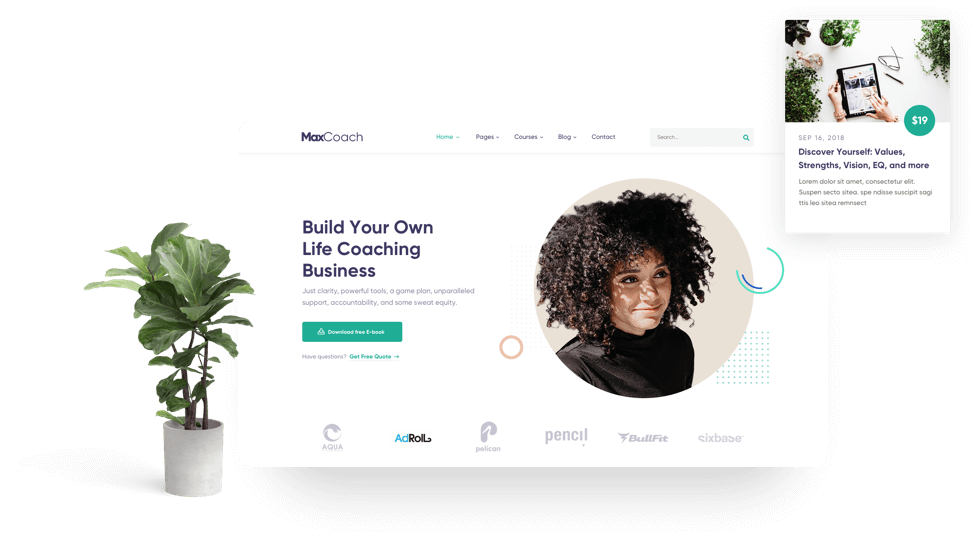 MaxCoach
Home
Pages
Courses
Blog
Contact
Search...
Build Your Own
Life Coaching
Business
Just clarity, powerful tools, a game plan, unparalleled
support, accountability, and some sweat equity.
Download free E-book
Have questions? Get Free Quote →
AQUA
AdRoll
pelican
pencil
BullFit
sixbase
$19
SEP 16, 2018
Discover Yourself: Values,
Strengths, Vision, EQ, and more
Lorem dolor sit amet, consectetur elit.
Suspen secto sitea. spe ndisse suscipit sagi
ttis leo sitea remnsect